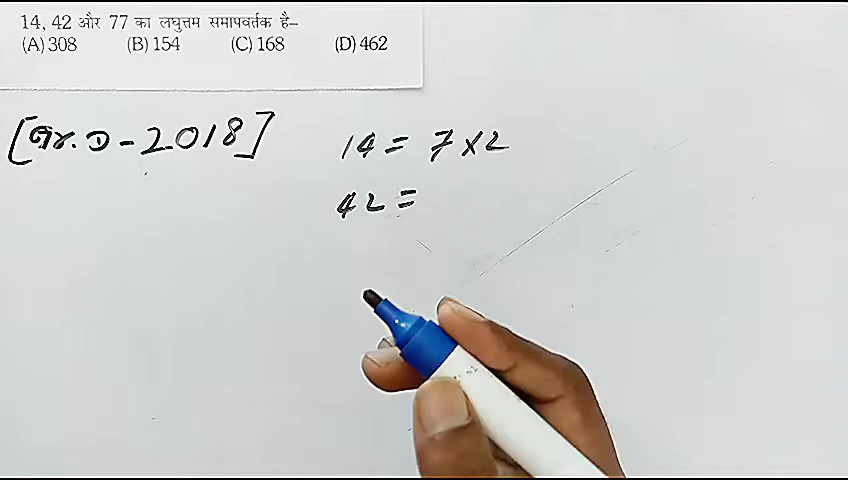 14, 42 और 77 का लघुत्तम समापवर्तक है–
(A) 308 (B) 154 (C) 168 (D) 462
[Gr. D - 2018]
14 = 7 × 2
42 =